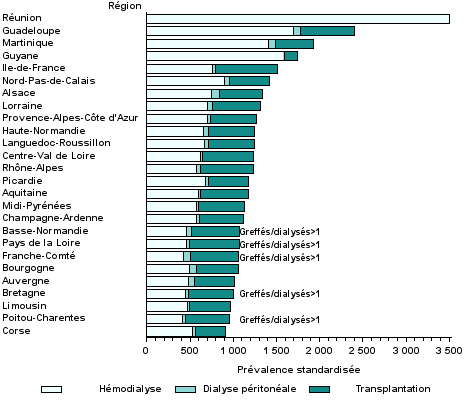 Région
Réunion
Guadeloupe
Martinique
Guyane
Ile-de-France
Nord-Pas-de-Calais
Alsace
Lorraine
Provence-Alpes-Côte d'Azur
Haute-Normandie
Languedoc-Roussillon
Centre-Val de Loire
Rhône-Alpes
Picardie
Aquitaine
Midi-Pyrénées
Champagne-Ardenne
Basse-Normandie Greffés/dialysés>1
Pays de la Loire Greffés/dialysés>1
Franche-Comté Greffés/dialysés>1
Bourgogne
Auvergne
Bretagne Greffés/dialysés>1
Limousin
Poitou-Charentes Greffés/dialysés>1
Corse
0 500 1 000 1 500 2 000 2 500 3 000 3 500
Prévalence standardisée
Hémodialyse Dialyse péritonéale Transplantation